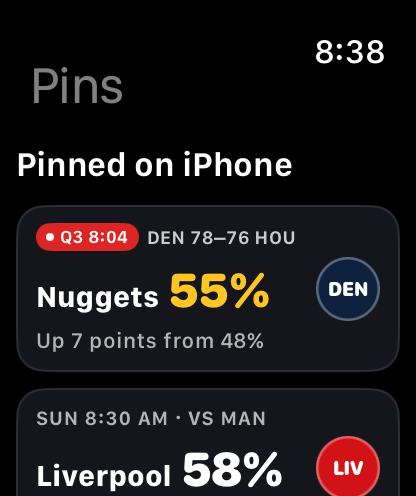 8:38
Pins
Pinned on iPhone
Q3 8:04 DEN 78–76 HOU
Nuggets 55%
DEN
Up 7 points from 48%
SUN 8:30 AM · VS MAN
Liverpool 58%
LIV